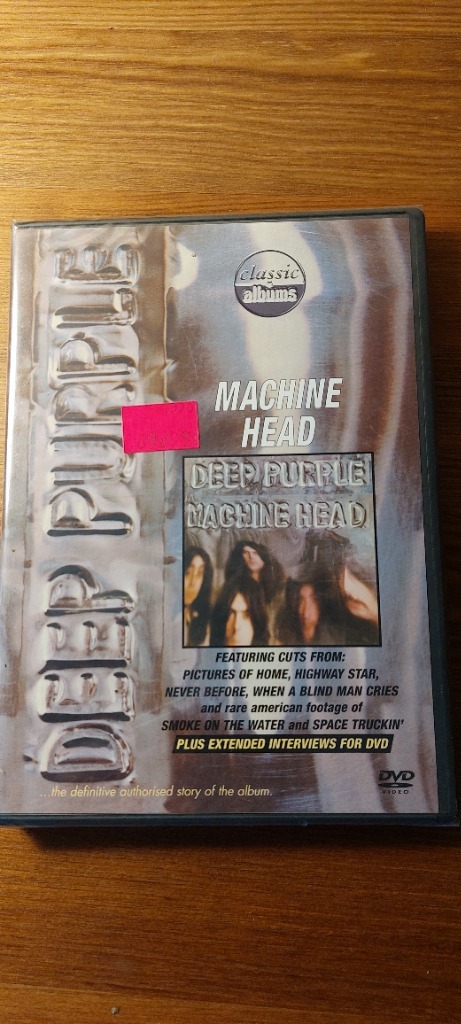 DEEP PURPLE
classic
albums
MACHINE
HEAD
DEEP PURPLE
MACHINE HEAD
FEATURING CUTS FROM:
PICTURES OF HOME, HIGHWAY STAR,
NEVER BEFORE, WHEN A BLIND MAN CRIES
and rare american footage of
SMOKE ON THE WATER and SPACE TRUCKIN'
PLUS EXTENDED INTERVIEWS FOR DVD
...the definitive authorised story of the album.
DVD
VIDEO